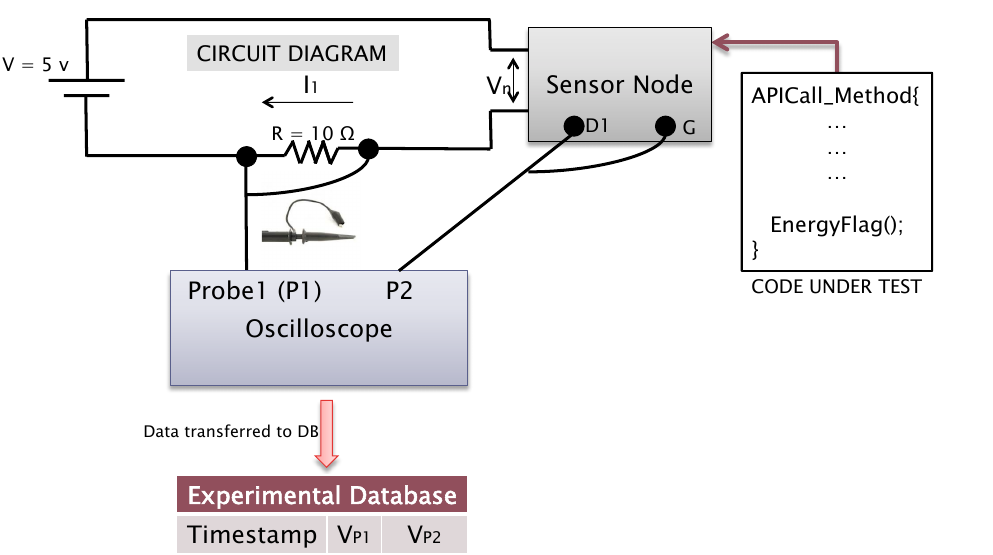 CIRCUIT DIAGRAM
V = 5 v
I1
Vn
R = 10 Ω
Sensor Node
D1
G
APICall_Method{
...
...
...
EnergyFlag();
}
CODE UNDER TEST
Probe1 (P1)
P2
Oscilloscope
Data transferred to DB
Experimental Database
Timestamp VP1 VP2